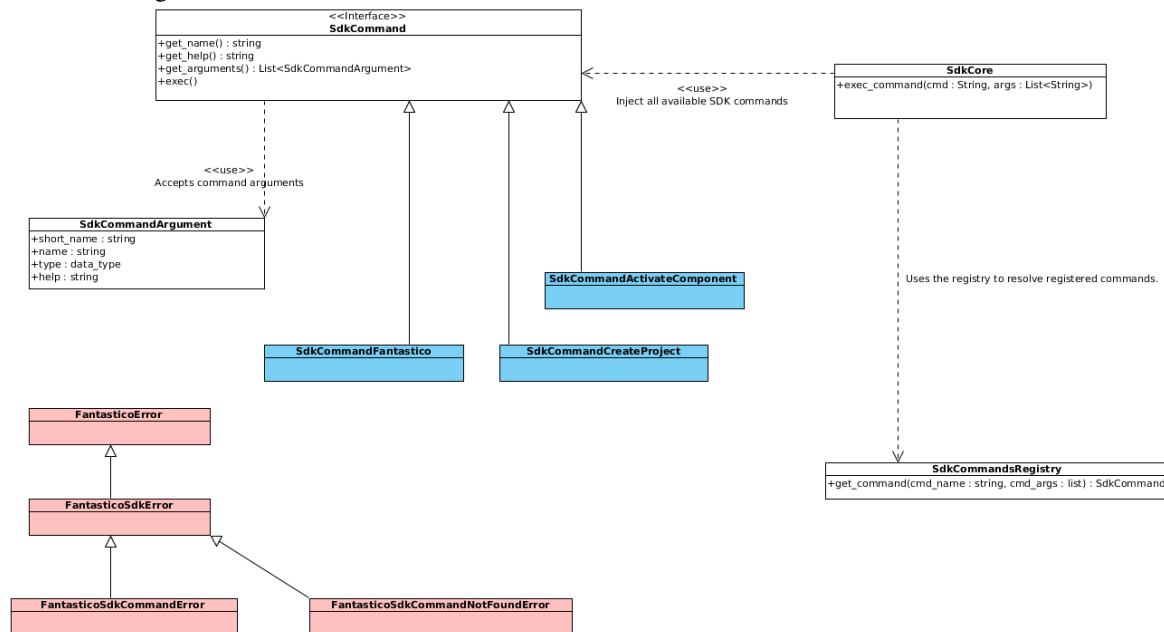 <<Interface>>
SdkCommand
+get_name() : string
+get_help() : string
+get_arguments() : List<SdkCommandArgument>
+exec()
SdkCore
+exec_command(cmd : String, args : List<String>)
<<use>>
Inject all available SDK commands
<<use>>
Accepts command arguments
SdkCommandArgument
+short_name : string
+name : string
+type : data_type
+help : string
SdkCommandActivateComponent
Uses the registry to resolve registered commands.
SdkCommandFantastico
SdkCommandCreateProject
FantasticoError
SdkCommandsRegistry
+get_command(cmd_name : string, cmd_args : list) : SdkCommand
FantasticoSdkError
FantasticoSdkCommandError
FantasticoSdkCommandNotFoundError